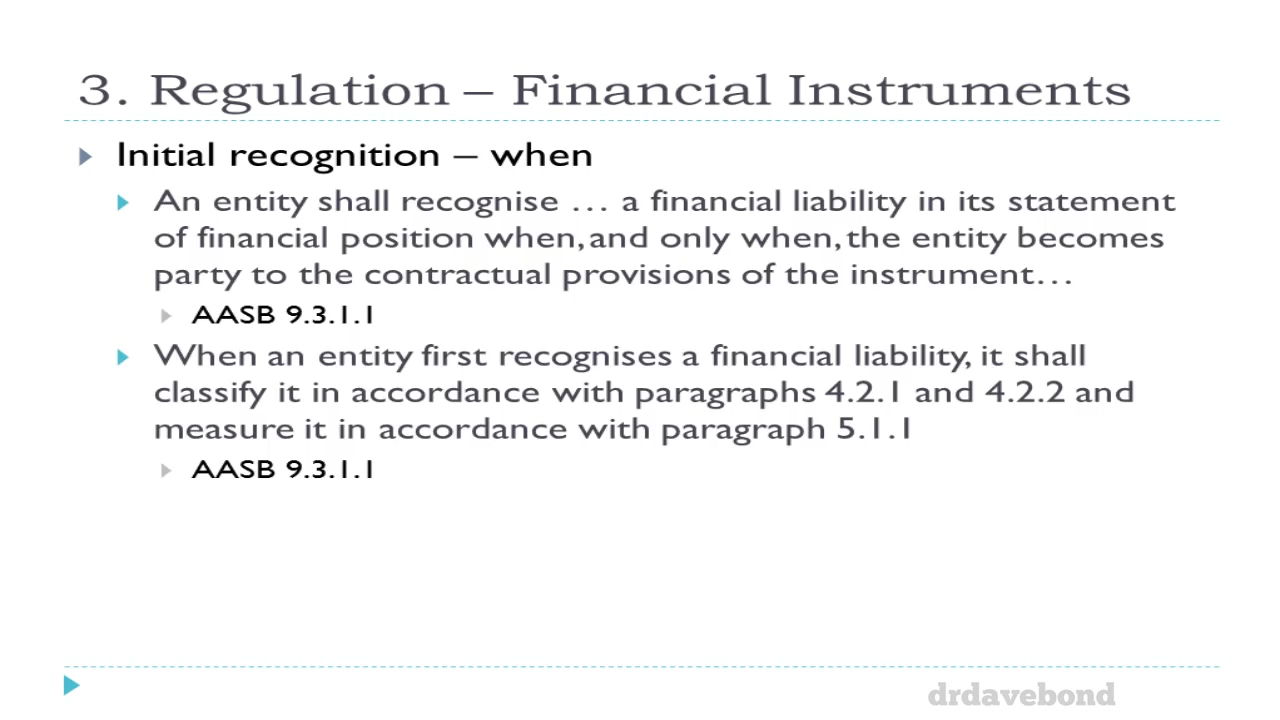 3. Regulation – Financial Instruments
Initial recognition – when
An entity shall recognise … a financial liability in its statement
of financial position when, and only when, the entity becomes
party to the contractual provisions of the instrument…
AASB 9.3.1.1
When an entity first recognises a financial liability, it shall
classify it in accordance with paragraphs 4.2.1 and 4.2.2 and
measure it in accordance with paragraph 5.1.1
AASB 9.3.1.1
drdavebond